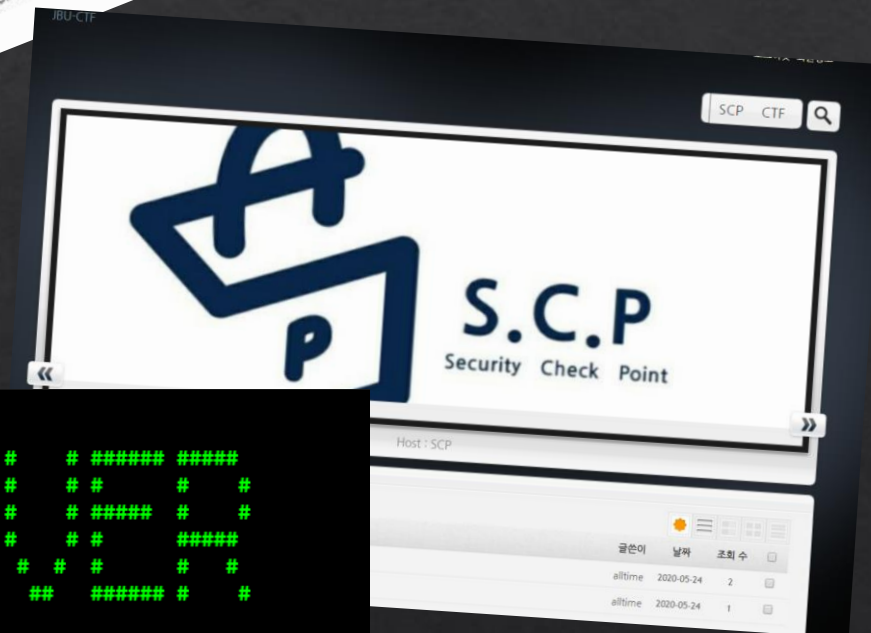 JBU-CTF
SCP CTF
P
S.C.P
Security Check Point
Host : SCP
VER
글쓴이 날짜 조회 수
alltime 2020-05-24 2
alltime 2020-05-24 1